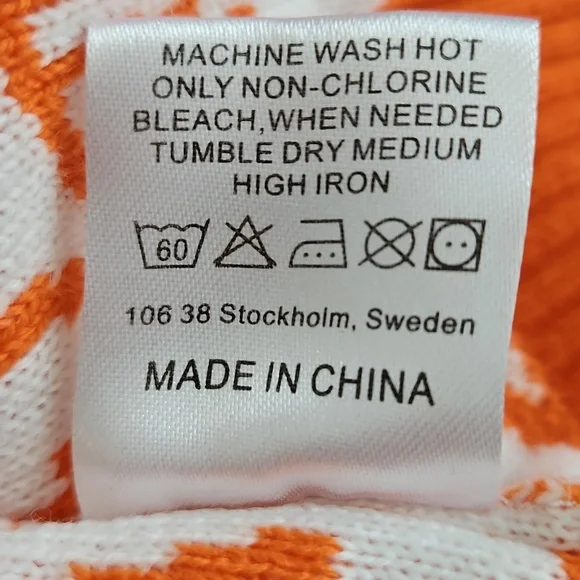 MACHINE WASH HOT
ONLY NON-CHLORINE
BLEACH,WHEN NEEDED
TUMBLE DRY MEDIUM
HIGH IRON
60
106 38 Stockholm, Sweden
MADE IN CHINA